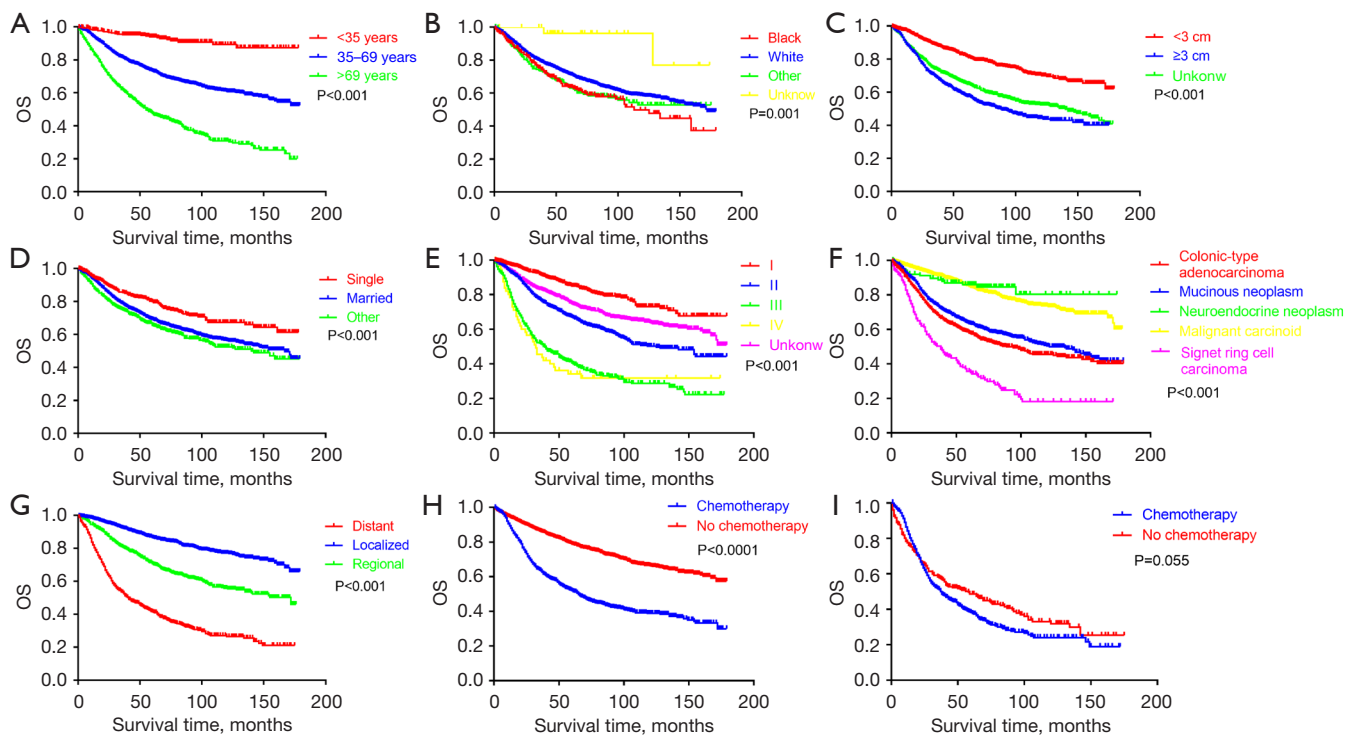 A
1.0
0.8
0.6
0.4
0.2
0.0
OS
0 50 100 150 200
Survival time, months
<35 years
35–69 years
>69 years
P<0.001
B
1.0
0.8
0.6
0.4
0.2
0.0
OS
0 50 100 150 200
Survival time, months
Black
White
Other
Unknow
P=0.001
C
1.0
0.8
0.6
0.4
0.2
0.0
OS
0 50 100 150 200
Survival time, months
<3 cm
≥3 cm
Unkonw
P<0.001
D
1.0
0.8
0.6
0.4
0.2
0.0
OS
0 50 100 150 200
Survival time, months
Single
Married
Other
P<0.001
E
1.0
0.8
0.6
0.4
0.2
0.0
OS
0 50 100 150 200
Survival time, months
I
II
III
IV
Unkonw
P<0.001
F
1.0
0.8
0.6
0.4
0.2
0.0
OS
0 50 100 150 200
Survival time, months
Colonic-type
adenocarcinoma
Mucinous neoplasm
Neuroendocrine neoplasm
Malignant carcinoid
Signet ring cell
carcinoma
P<0.001
G
1.0
0.8
0.6
0.4
0.2
0.0
OS
0 50 100 150 200
Survival time, months
Distant
Localized
Regional
P<0.001
H
1.0
0.8
0.6
0.4
0.2
0.0
OS
0 50 100 150 200
Survival time, months
Chemotherapy
No chemotherapy
P<0.0001
I
1.0
0.8
0.6
0.4
0.2
0.0
OS
0 50 100 150 200
Survival time, months
Chemotherapy
No chemotherapy
P=0.055